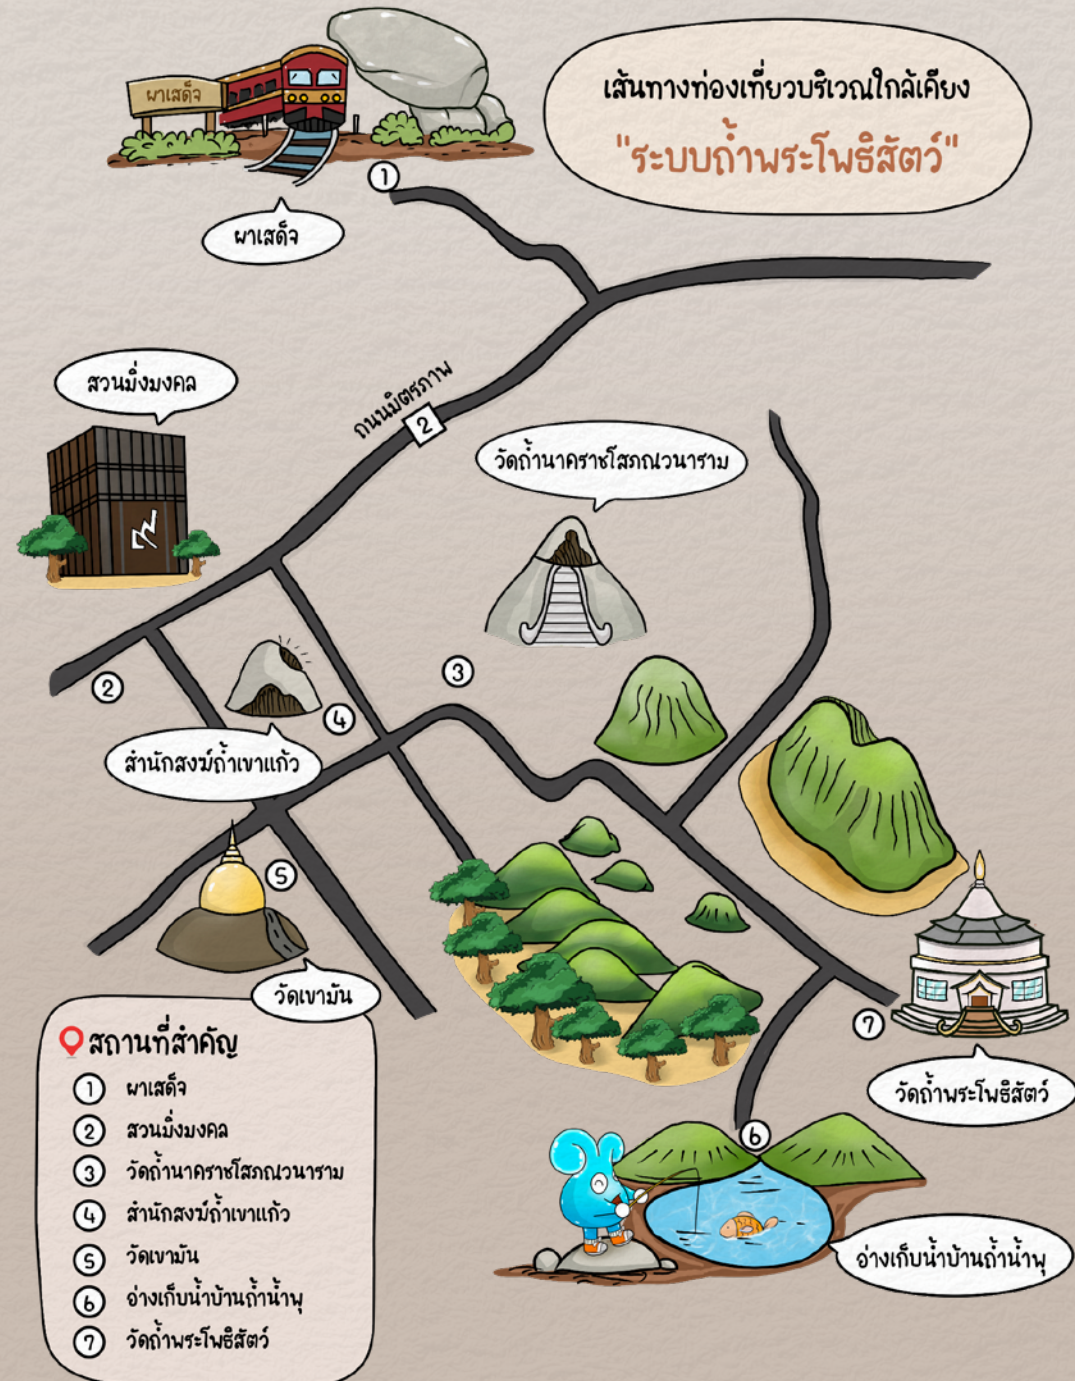 เส้นทางท่องเที่ยวบริเวณใกล้เคียง
"ระบบถ้ำพระโพธิสัตว์"
ผาเสด็จ
1
ผาเสด็จ
สวนมิ่งมงคล
ถนนมิตรภาพ
2
วัดถ้ำนาคราชโสภณวนาราม
3
2
4
สำนักสงฆ์ถ้ำเขาแก้ว
5
วัดเขามัน
7
วัดถ้ำพระโพธิสัตว์
6
อ่างเก็บน้ำบ้านถ้ำน้ำพุ
สถานที่สำคัญ
1 ผาเสด็จ
2 สวนมิ่งมงคล
3 วัดถ้ำนาคราชโสภณวนาราม
4 สำนักสงฆ์ถ้ำเขาแก้ว
5 วัดเขามัน
6 อ่างเก็บน้ำบ้านถ้ำน้ำพุ
7 วัดถ้ำพระโพธิสัตว์